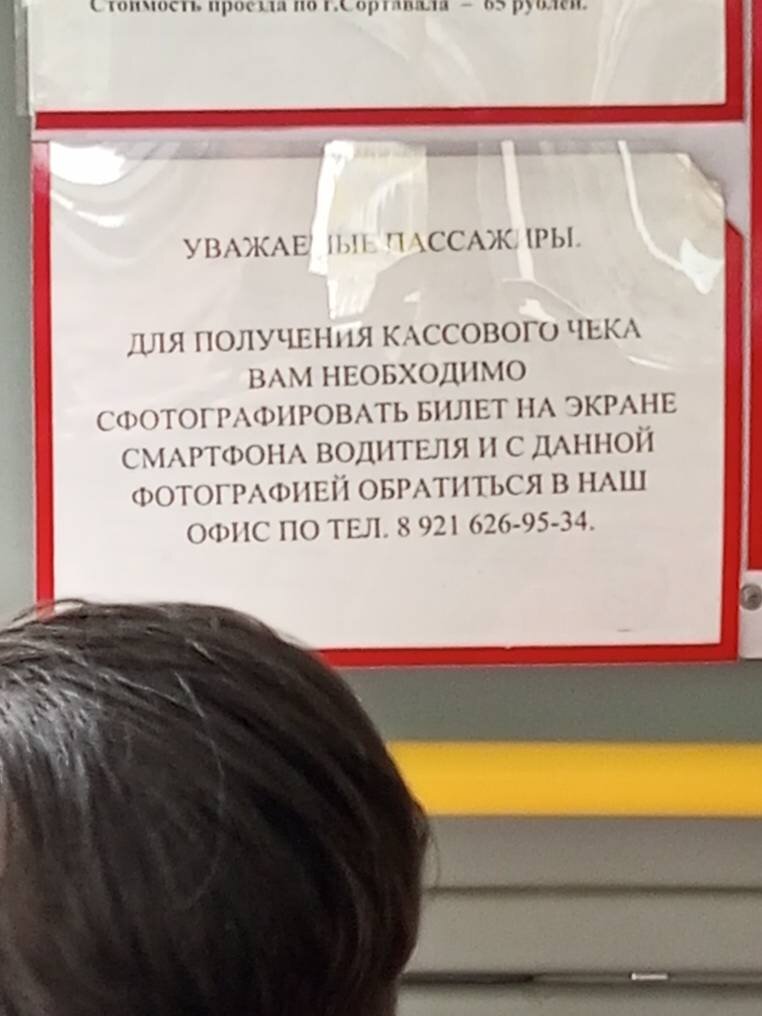 Стоимость проезда по г.Сортавала – 65 рублей.
УВАЖАЕМЫЕ ПАССАЖИРЫ.
ДЛЯ ПОЛУЧЕНИЯ КАССОВОГО ЧЕКА
ВАМ НЕОБХОДИМО
СФОТОГРАФИРОВАТЬ БИЛЕТ НА ЭКРАНЕ
СМАРТФОНА ВОДИТЕЛЯ И С ДАННОЙ
ФОТОГРАФИЕЙ ОБРАТИТЬСЯ В НАШ
ОФИС ПО ТЕЛ. 8 921 626-95-34.